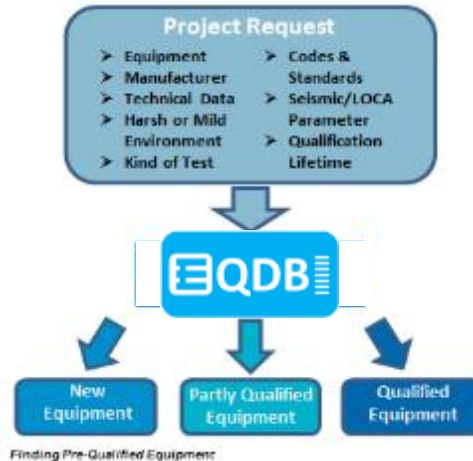 Project Request
Equipment
Manufacturer
Technical Data
Harsh or Mild
Environment
Kind of Test
Codes &
Standards
Seismic/LOCA
Parameter
Qualification
Lifetime
EQDB
New
Equipment
Partly Qualified
Equipment
Qualified
Equipment
Finding Pre-Qualified Equipment